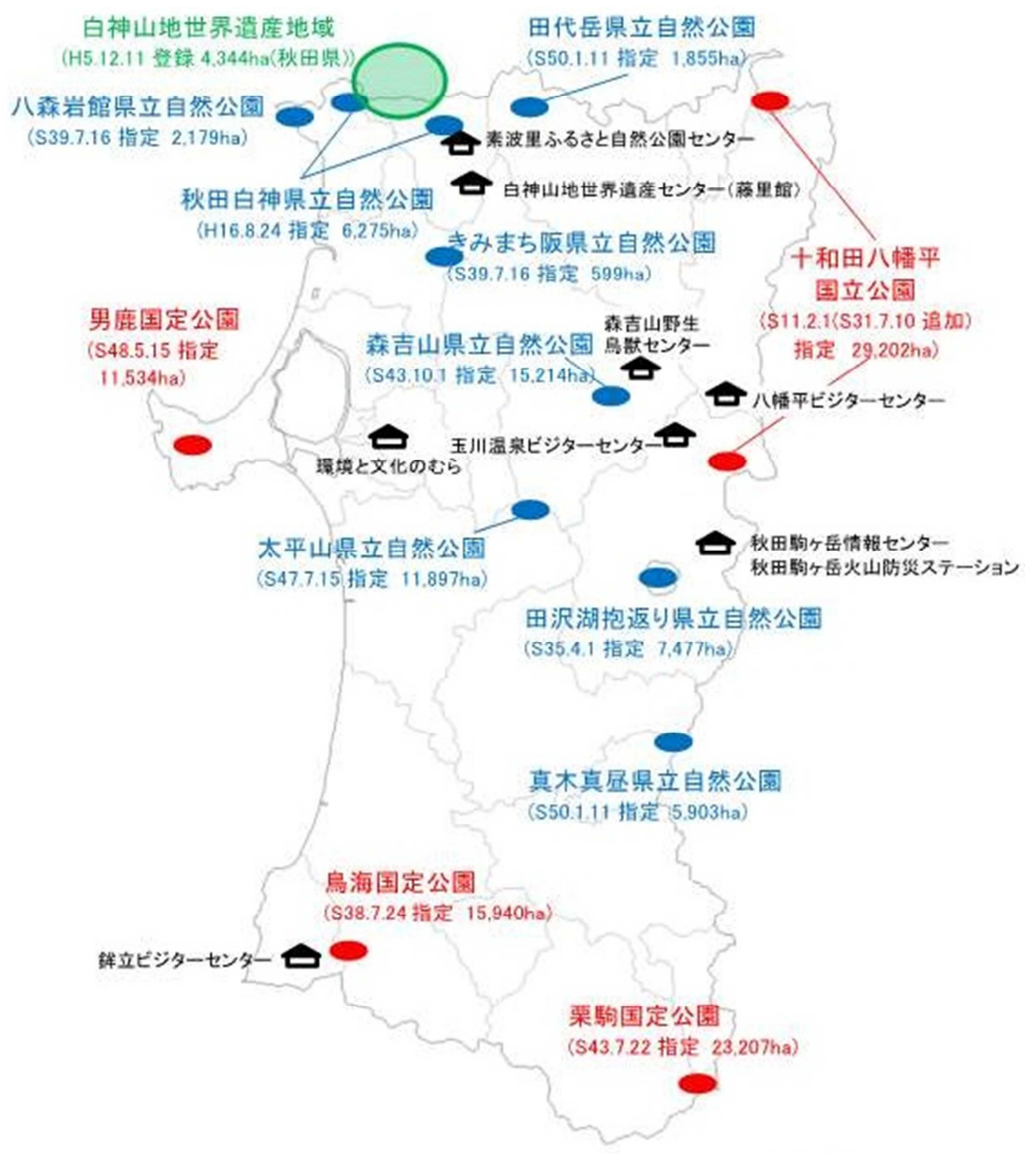 白神山地世界遺産地域
(H5.12.11 登録 4,344ha(秋田県))
田代岳県立自然公園
(S50.1.11 指定 1,855ha)
八森岩館県立自然公園
(S39.7.16 指定 2,179ha)
素波里ふるさと自然公園センター
白神山地世界遺産センター(藤里館)
秋田白神県立自然公園
(H16.8.24 指定 6,275ha)
きみまち阪県立自然公園
(S39.7.16 指定 599ha)
十和田八幡平
国立公園
(S11.2.1(S31.7.10 追加)
指定 29,202ha)
男鹿国定公園
(S48.5.15 指定
11,534ha)
森吉山野生
鳥獣センター
森吉山県立自然公園
(S43.10.1 指定 15,214ha)
八幡平ビジターセンター
玉川温泉ビジターセンター
環境と文化のむら
太平山県立自然公園
(S47.7.15 指定 11,897ha)
秋田駒ヶ岳情報センター
秋田駒ヶ岳火山防災ステーション
田沢湖抱返り県立自然公園
(S35.4.1 指定 7,477ha)
真木真昼県立自然公園
(S50.1.11 指定 5,903ha)
鳥海国定公園
(S38.7.24 指定 15,940ha)
鉾立ビジターセンター
栗駒国定公園
(S43.7.22 指定 23,207ha)